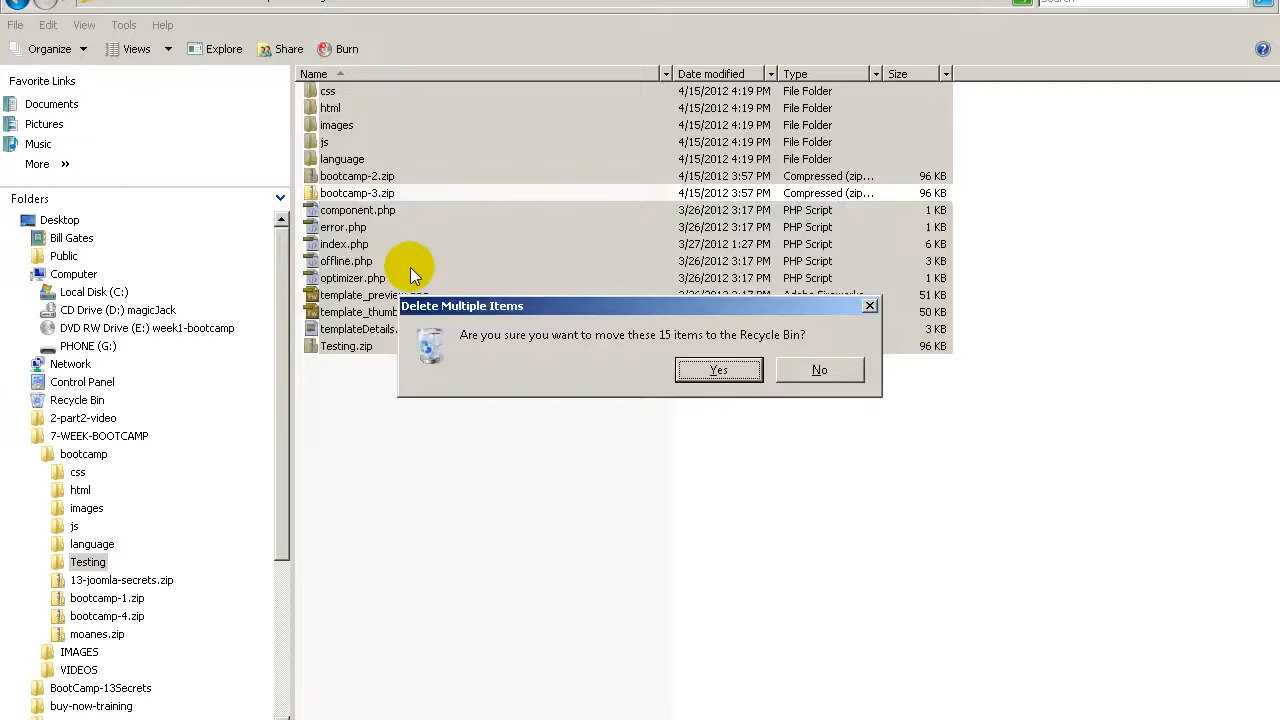 File Edit View Tools Help
Organize Views Explore Share Burn
Favorite Links
Documents
Pictures
Music
More »
Folders
Desktop
Bill Gates
Public
Computer
Local Disk (C:)
CD Drive (D:) magicJack
DVD RW Drive (E:) week1-bootcamp
PHONE (G:)
Network
Control Panel
Recycle Bin
2-part2-video
7-WEEK-BOOTCAMP
bootcamp
css
html
images
js
language
Testing
13-joomla-secrets.zip
bootcamp-1.zip
bootcamp-4.zip
moanes.zip
IMAGES
VIDEOS
BootCamp-13Secrets
buy-now-training
Name Date modified Type Size
css 4/15/2012 4:19 PM File Folder
html 4/15/2012 4:19 PM File Folder
images 4/15/2012 4:19 PM File Folder
js 4/15/2012 4:19 PM File Folder
language 4/15/2012 4:19 PM File Folder
bootcamp-2.zip 4/15/2012 3:57 PM Compressed (zip... 96 KB
bootcamp-3.zip 4/15/2012 3:57 PM Compressed (zip... 96 KB
component.php 3/26/2012 3:17 PM PHP Script 1 KB
error.php 3/26/2012 3:17 PM PHP Script 1 KB
index.php 3/27/2012 1:27 PM PHP Script 6 KB
offline.php 3/26/2012 3:17 PM PHP Script 3 KB
optimizer.php 3/26/2012 3:17 PM PHP Script 1 KB
51 KB
template_thumb 50 KB
templateDetails. 3 KB
Testing.zip 96 KB
Delete Multiple Items
Are you sure you want to move these 15 items to the Recycle Bin?
Yes No